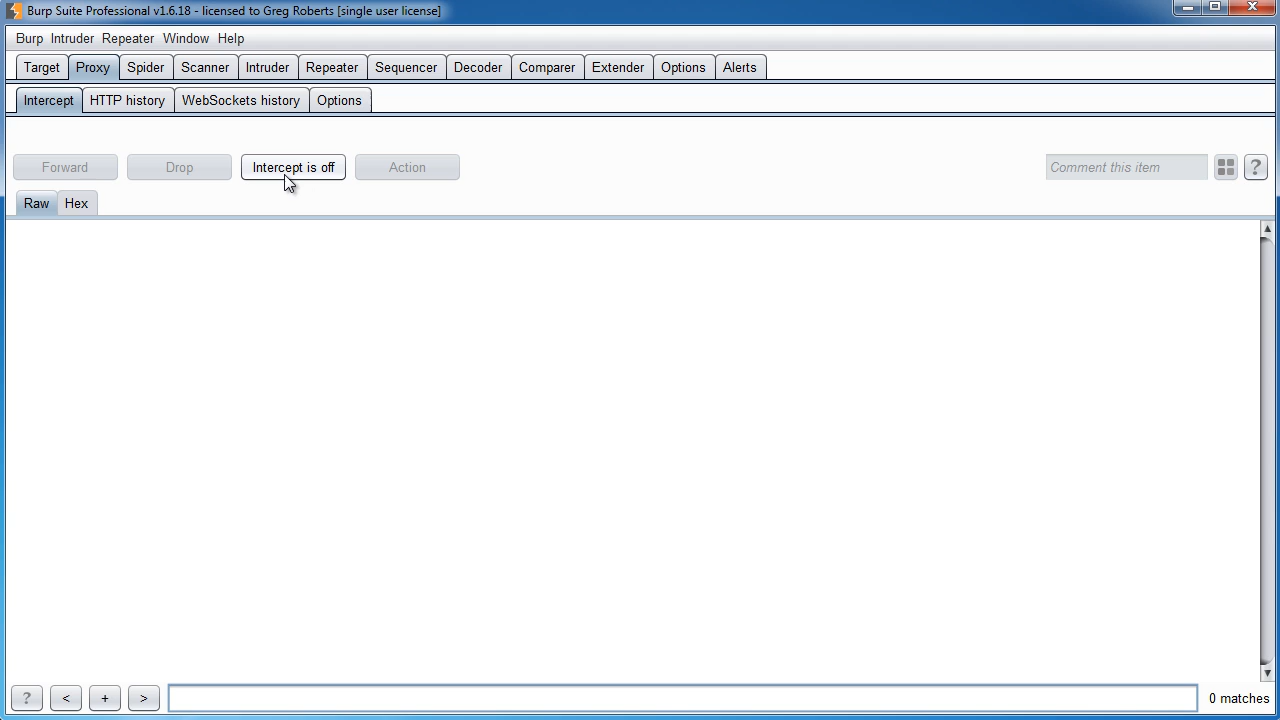 Burp Suite Professional v1.6.18 - licensed to Greg Roberts [single user license]
Burp Intruder Repeater Window Help
Target Proxy Spider Scanner Intruder Repeater Sequencer Decoder Comparer Extender Options Alerts
Intercept HTTP history WebSockets history Options
Forward Drop Intercept is off Action Comment this item ?
Raw Hex
? < + > 0 matches